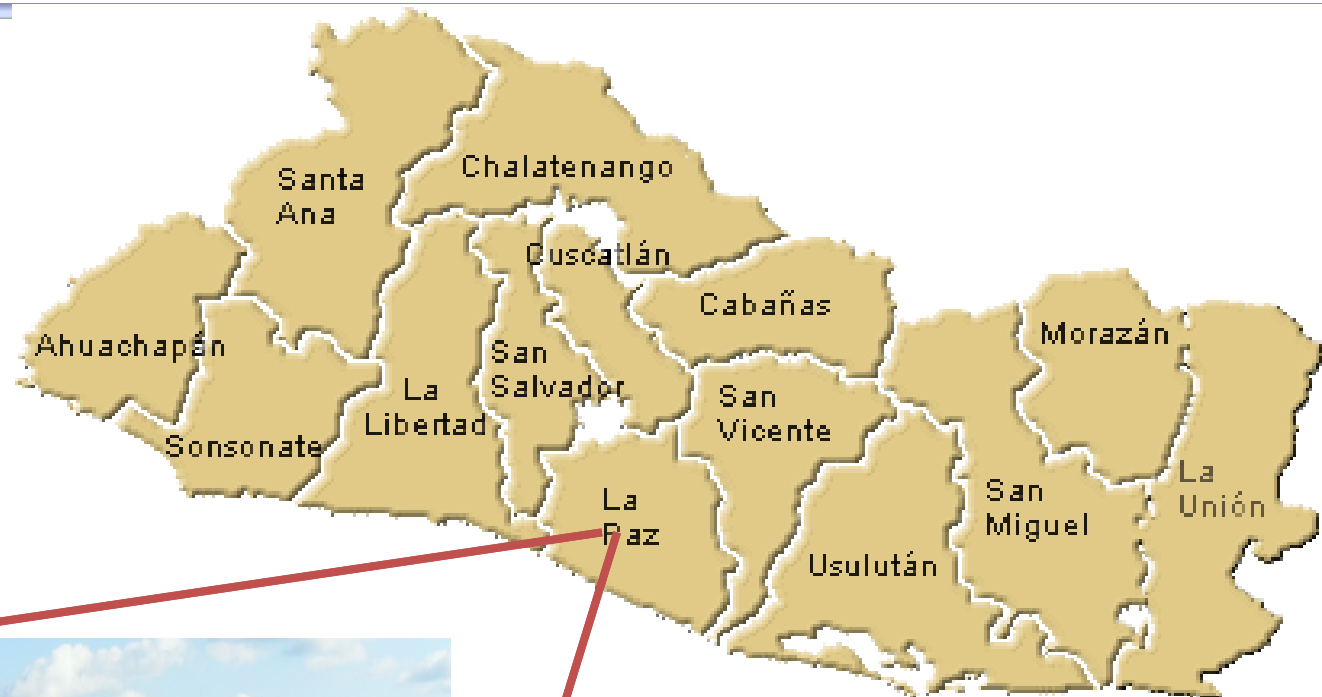 Chalatenango
Santa
Ana
Cuscatlán
Cabañas
Ahuachapán
Morazán
San
Salvador
La
Libertad
San
Vicente
Sonsonate
La
Unión
San
Miguel
La
Paz
Usulután